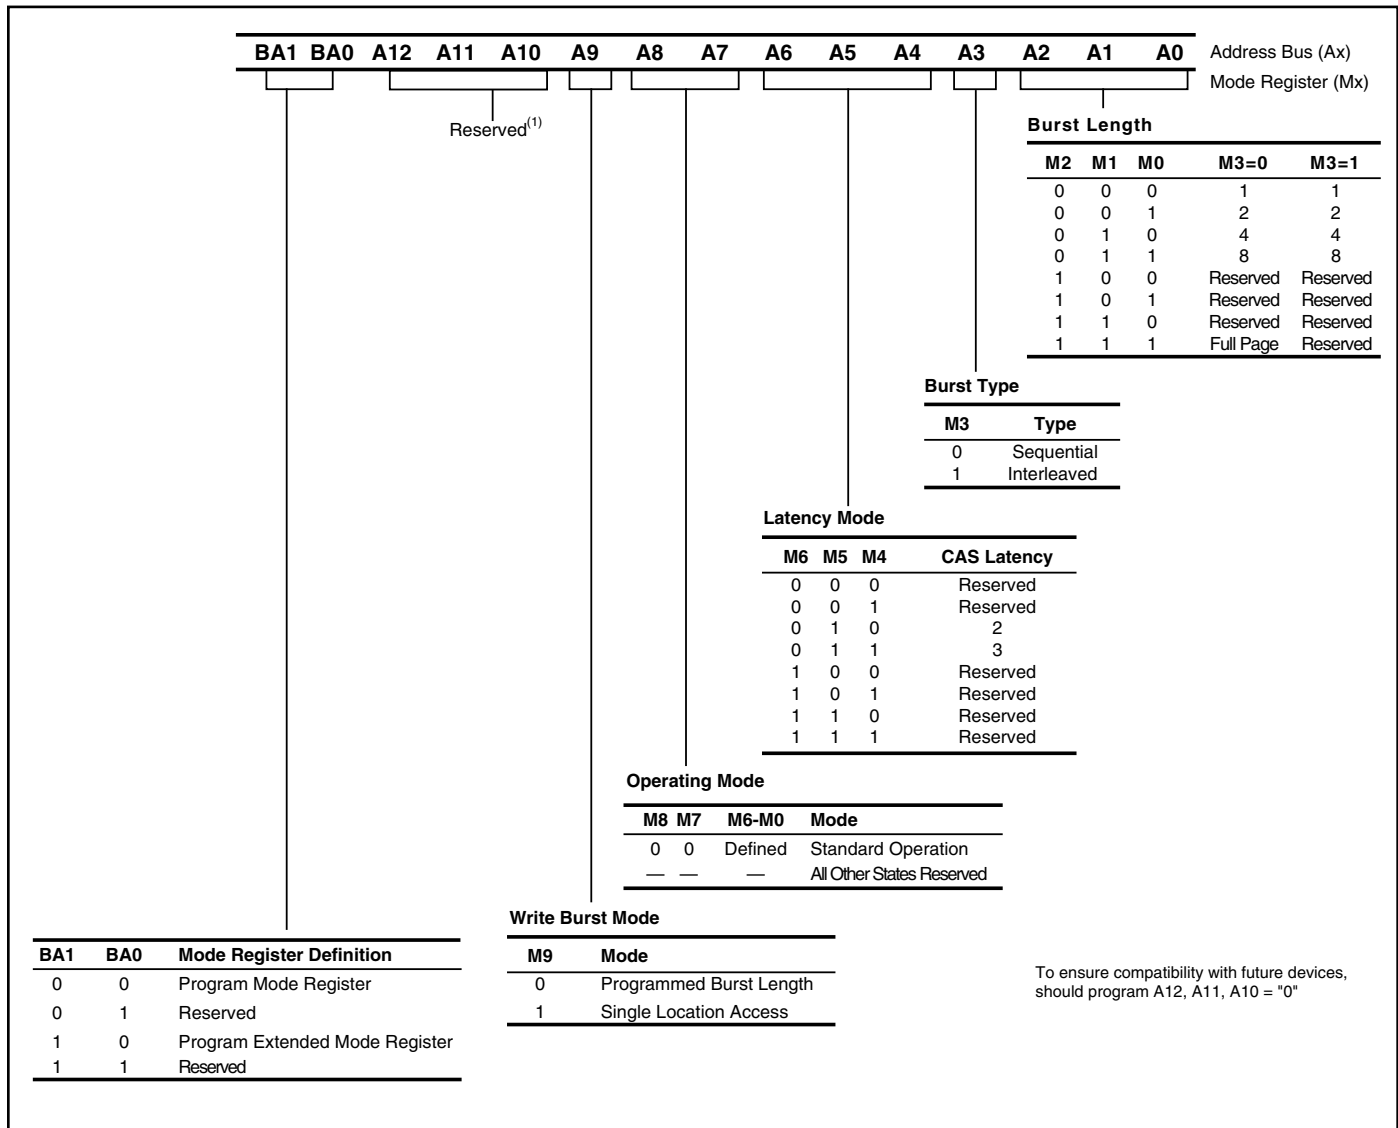 BA1 BA0 A12 A11 A10 A9 A8 A7 A6 A5 A4 A3 A2 A1 A0 Address Bus (Ax)
Mode Register (Mx)
Reserved(1)
Burst Length
M2 M1 M0 M3=0 M3=1
0 0 0 1 1
0 0 1 2 2
0 1 0 4 4
0 1 1 8 8
1 0 0 Reserved Reserved
1 0 1 Reserved Reserved
1 1 0 Reserved Reserved
1 1 1 Full Page Reserved
Burst Type
M3 Type
0 Sequential
1 Interleaved
Latency Mode
M6 M5 M4 CAS Latency
0 0 0 Reserved
0 0 1 Reserved
0 1 0 2
0 1 1 3
1 0 0 Reserved
1 0 1 Reserved
1 1 0 Reserved
1 1 1 Reserved
Operating Mode
M8 M7 M6-M0 Mode
0 0 Defined Standard Operation
— — — All Other States Reserved
Write Burst Mode
M9 Mode
0 Programmed Burst Length
1 Single Location Access
BA1 BA0 Mode Register Definition
0 0 Program Mode Register
0 1 Reserved
1 0 Program Extended Mode Register
1 1 Reserved
To ensure compatibility with future devices,
should program A12, A11, A10 = "0"